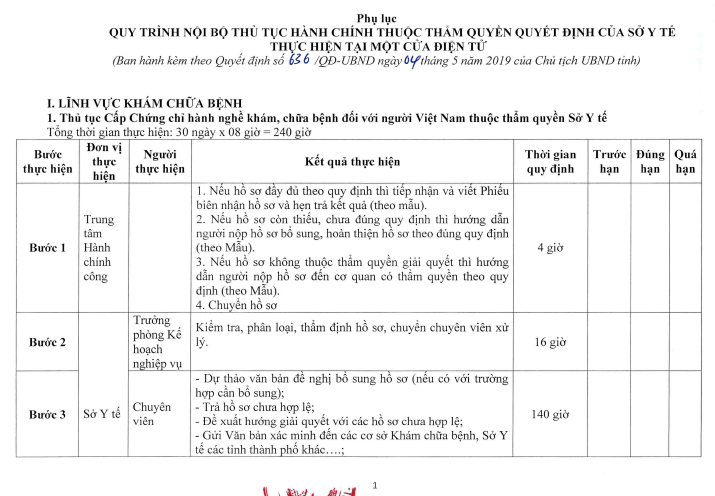 Phụ lục
QUY TRÌNH NỘI BỘ THỦ TỤC HÀNH CHÍNH THUỘC THẨM QUYỀN QUYẾT ĐỊNH CỦA SỞ Y TẾ
THỰC HIỆN TẠI MỘT CỬA ĐIỆN TỬ
(Ban hành kèm theo Quyết định số 636 /QĐ-UBND ngày 04 tháng 5 năm 2019 của Chủ tịch UBND tỉnh)
I. LĨNH VỰC KHÁM CHỮA BỆNH
1. Thủ tục Cấp Chứng chỉ hành nghề khám, chữa bệnh đối với người Việt Nam thuộc thẩm quyền Sở Y tế
Tổng thời gian thực hiện: 30 ngày x 08 giờ = 240 giờ
Bước thực hiện
Đơn vị thực hiện
Người thực hiện
Kết quả thực hiện
Thời gian quy định
Trước hạn
Đúng hạn
Quá hạn
Bước 1
Trung tâm Hành chính công
1. Nếu hồ sơ đầy đủ theo quy định thì tiếp nhận và viết Phiếu
biên nhận hồ sơ và hẹn trả kết quả (theo mẫu).
2. Nếu hồ sơ còn thiếu, chưa đúng quy định thì hướng dẫn
người nộp hồ sơ bổ sung, hoàn thiện hồ sơ theo đúng quy định
(theo Mẫu).
3. Nếu hồ sơ không thuộc thẩm quyền giải quyết thì hướng
dẫn người nộp hồ sơ đến cơ quan có thẩm quyền theo quy
định (theo Mẫu).
4. Chuyển hồ sơ
4 giờ
Bước 2
Trưởng phòng Kế hoạch nghiệp vụ
Kiểm tra, phân loại, thẩm định hồ sơ, chuyển chuyên viên xử
lý.
16 giờ
Bước 3
Sở Y tế
Chuyên viên
- Dự thảo văn bản đề nghị bổ sung hồ sơ (nếu có với trường
hợp cần bổ sung);
- Trả hồ sơ chưa hợp lệ;
- Đề xuất hướng giải quyết với các hồ sơ chưa hợp lệ;
- Gửi Văn bản xác minh đến các cơ sở Khám chữa bệnh, Sở Y
tế các tỉnh thành phố khác….;
140 giờ
1